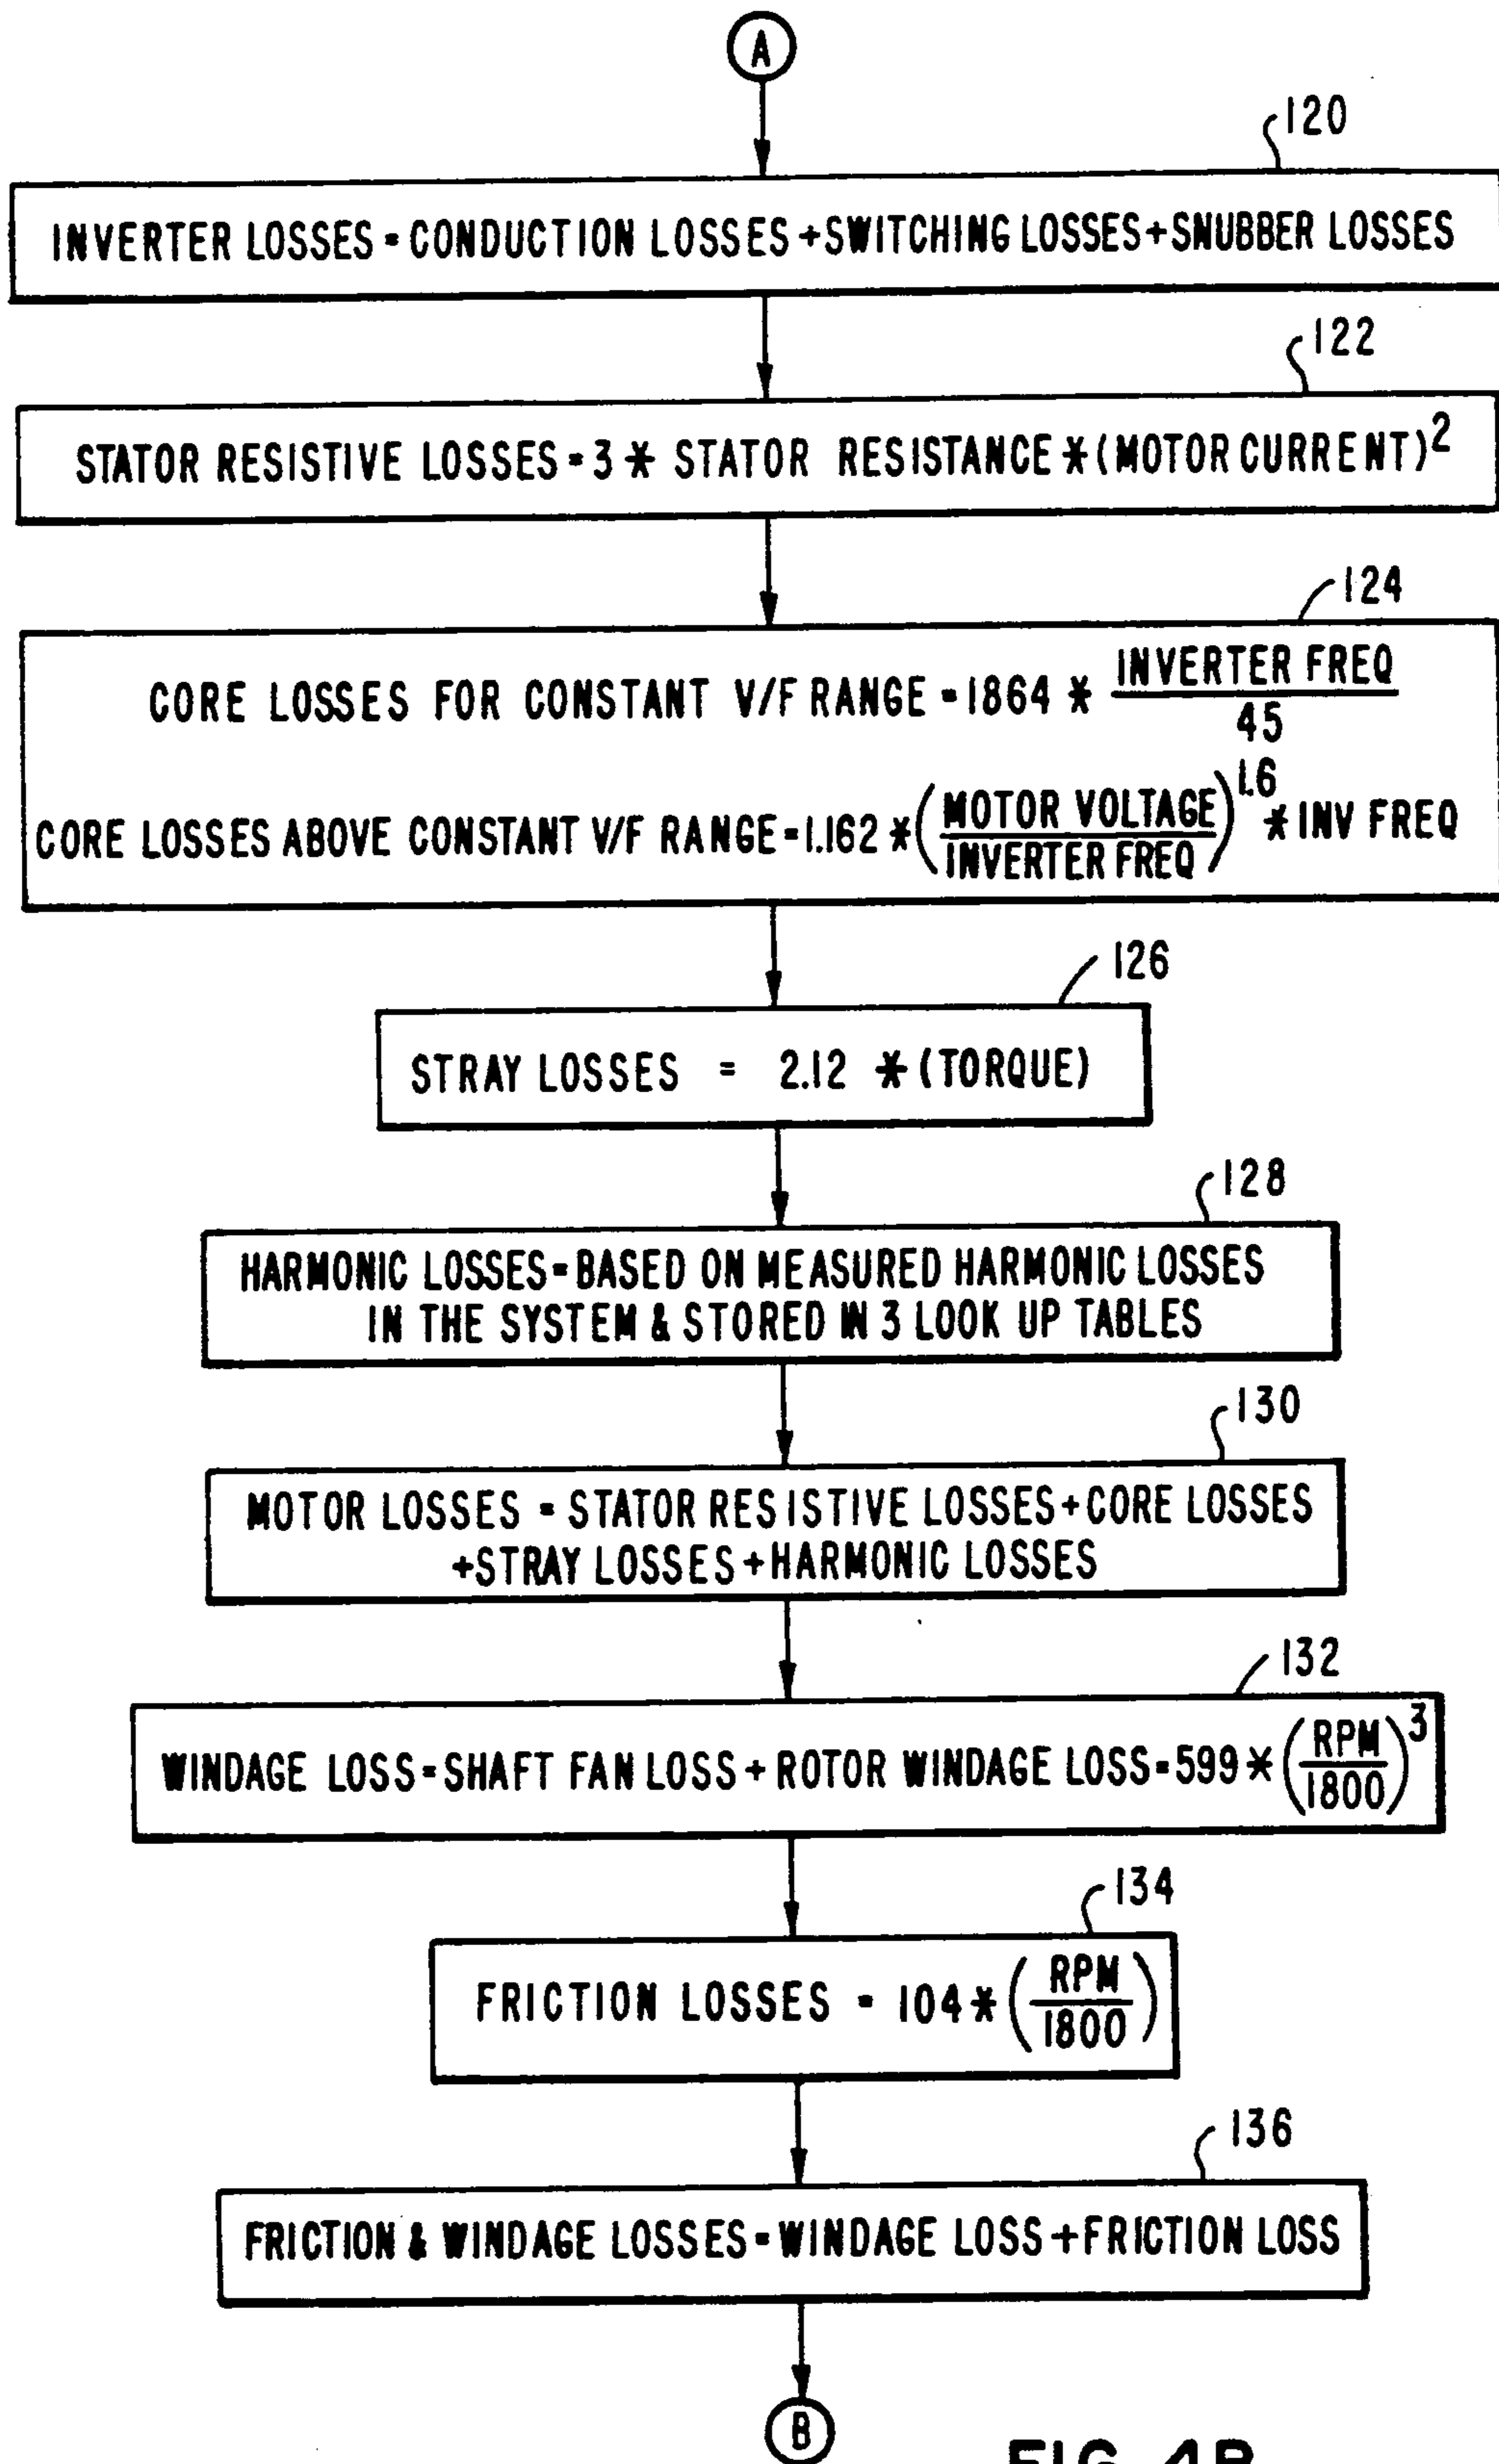 A
120
INVERTER LOSSES = CONDUCTION LOSSES + SWITCHING LOSSES + SNUBBER LOSSES
122
STATOR RESISTIVE LOSSES = 3 * STATOR RESISTANCE * (MOTOR CURRENT)²
124
CORE LOSSES FOR CONSTANT V/F RANGE = 1864 * INVERTER FREQ / 45
CORE LOSSES ABOVE CONSTANT V/F RANGE = 1.162 * (MOTOR VOLTAGE / INVERTER FREQ)^1.6 * INV FREQ
126
STRAY LOSSES = 2.12 * (TORQUE)
128
HARMONIC LOSSES = BASED ON MEASURED HARMONIC LOSSES
IN THE SYSTEM & STORED IN 3 LOOK UP TABLES
130
MOTOR LOSSES = STATOR RESISTIVE LOSSES + CORE LOSSES
+ STRAY LOSSES + HARMONIC LOSSES
132
WINDAGE LOSS = SHAFT FAN LOSS + ROTOR WINDAGE LOSS = 599 * (RPM / 1800)³
134
FRICTION LOSSES = 104 * (RPM / 1800)
136
FRICTION & WINDAGE LOSSES = WINDAGE LOSS + FRICTION LOSS
B
FIG. 4B